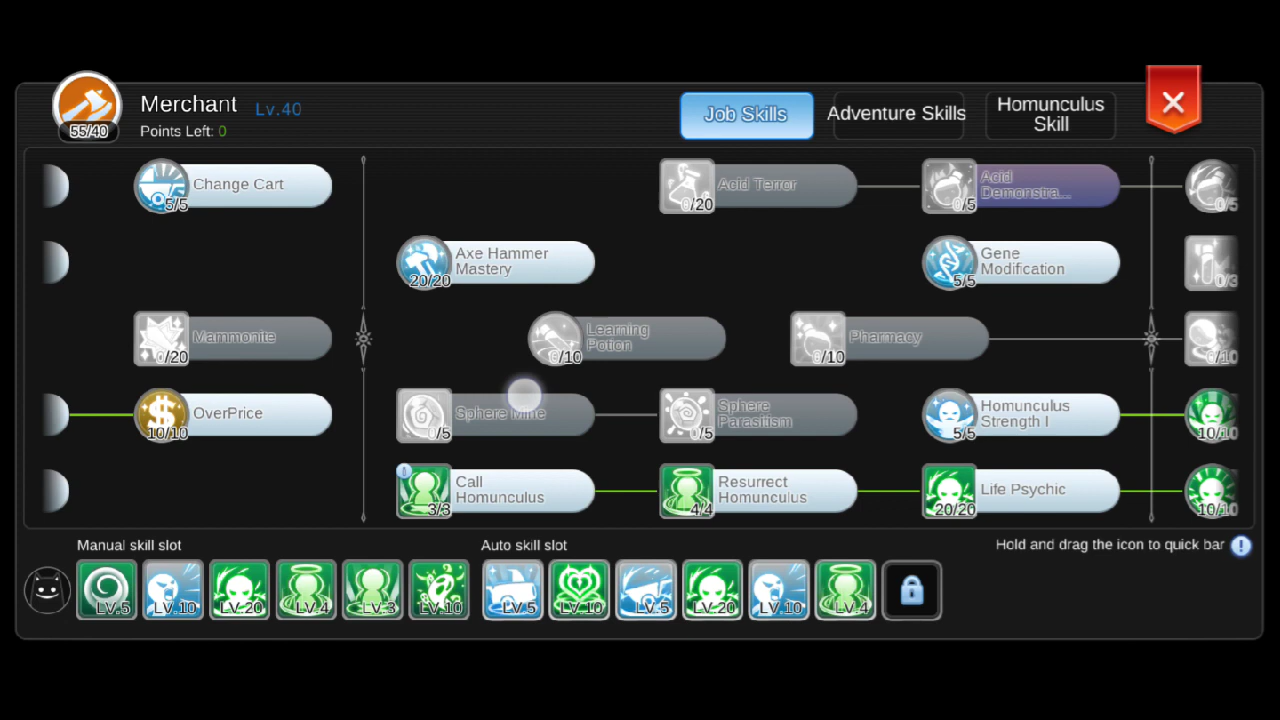 Merchant
Lv.40
55/40
Points Left: 0
Job Skills
Adventure Skills
Homunculus
Skill
Change Cart
5/5
Acid Terror
0/20
Acid
Demonstra...
0/5
0/5
Axe Hammer
Mastery
20/20
Gene
Modification
5/5
0/3
Mammonite
0/20
Learning
Potion
0/10
Pharmacy
0/10
0/10
OverPrice
10/10
Sphere Mine
0/5
Sphere
Parasitism
0/5
Homunculus
Strength I
5/5
10/10
Call
Homunculus
3/3
Resurrect
Homunculus
4/4
Life Psychic
20/20
10/10
Manual skill slot
Auto skill slot
Hold and drag the icon to quick bar
LV.5
LV.10
LV.20
LV.4
LV.3
LV.10
LV 5
LV.10
LV.5
LV.20
LV.10
LV.4